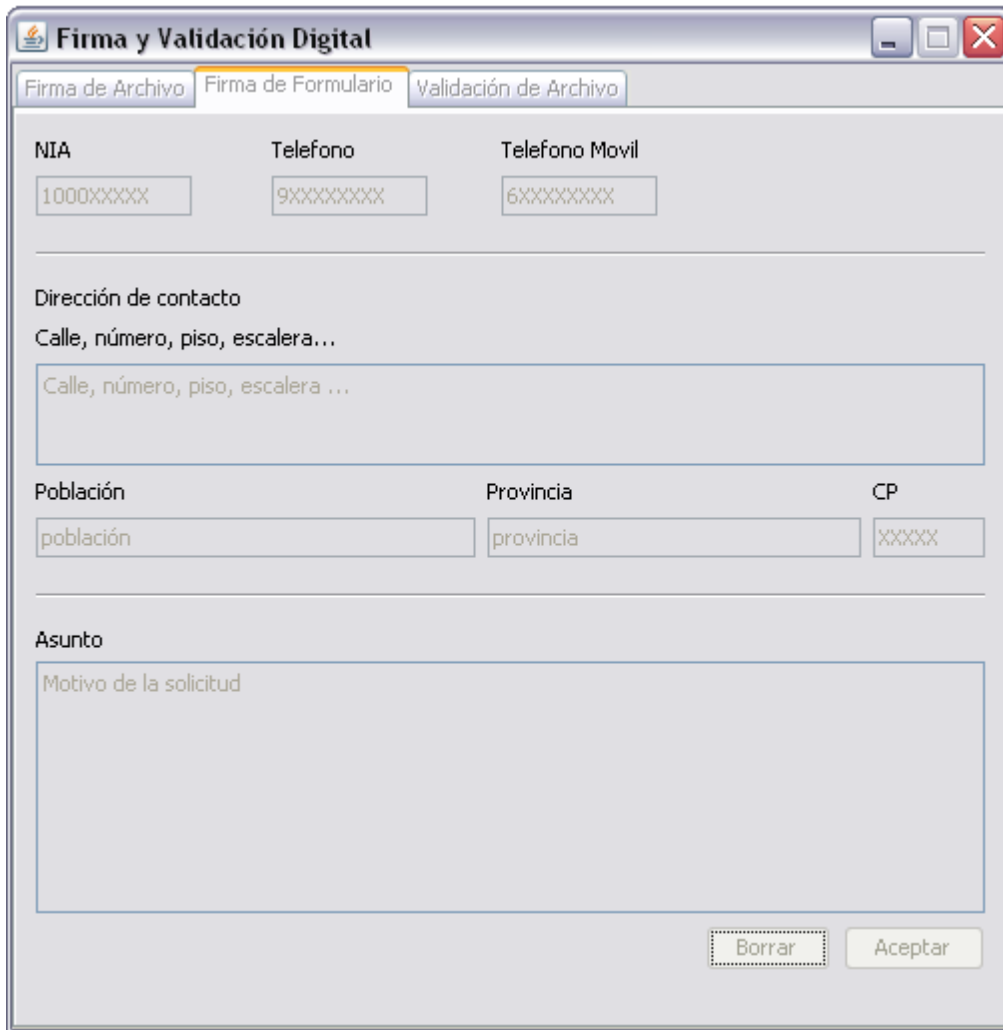 Firma y Validación Digital
Firma de Archivo Firma de Formulario Validación de Archivo
NIA Telefono Telefono Movil
1000XXXXX 9XXXXXXXX 6XXXXXXXX
Dirección de contacto
Calle, número, piso, escalera...
Calle, número, piso, escalera ...
Población Provincia CP
población provincia XXXXX
Asunto
Motivo de la solicitud
Borrar Aceptar